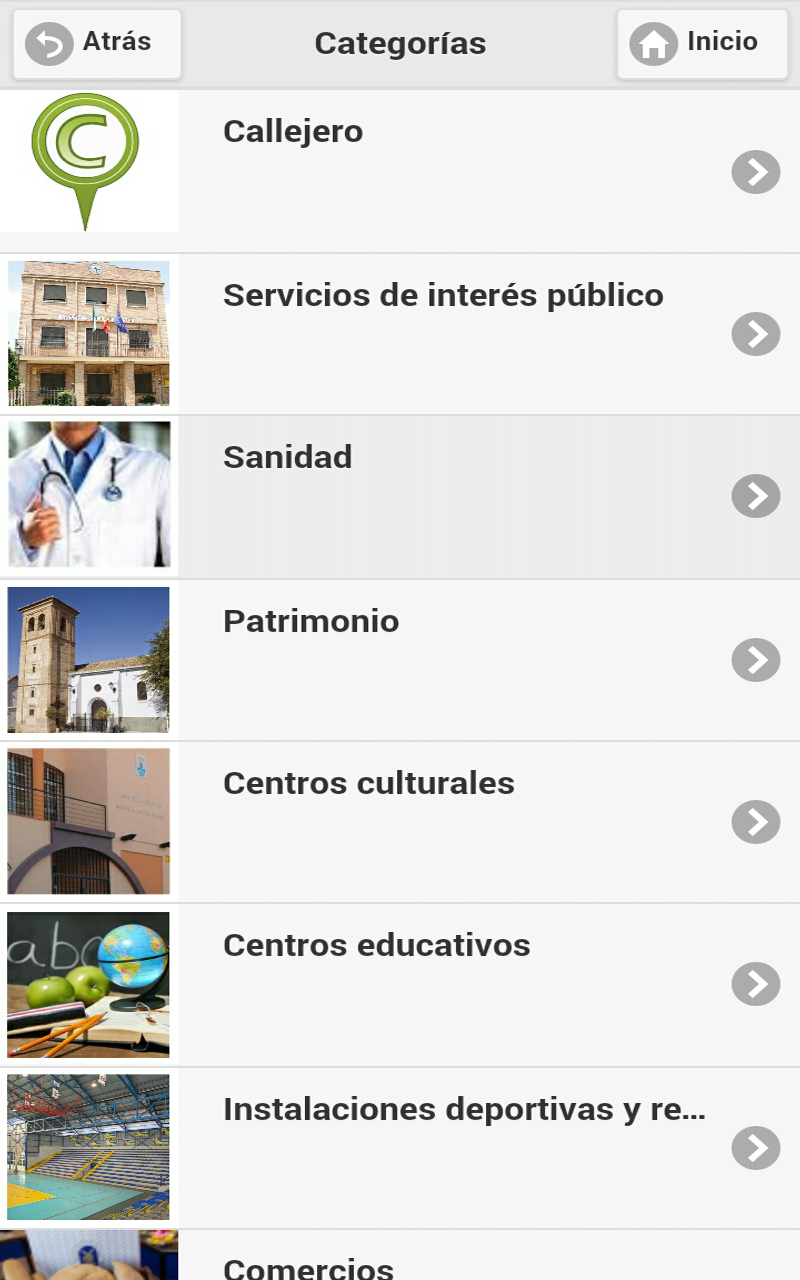 Atrás
Categorías
Inicio
C
Callejero
Servicios de interés público
Sanidad
Patrimonio
Centros culturales
abc
Centros educativos
Instalaciones deportivas y re...
Comercios